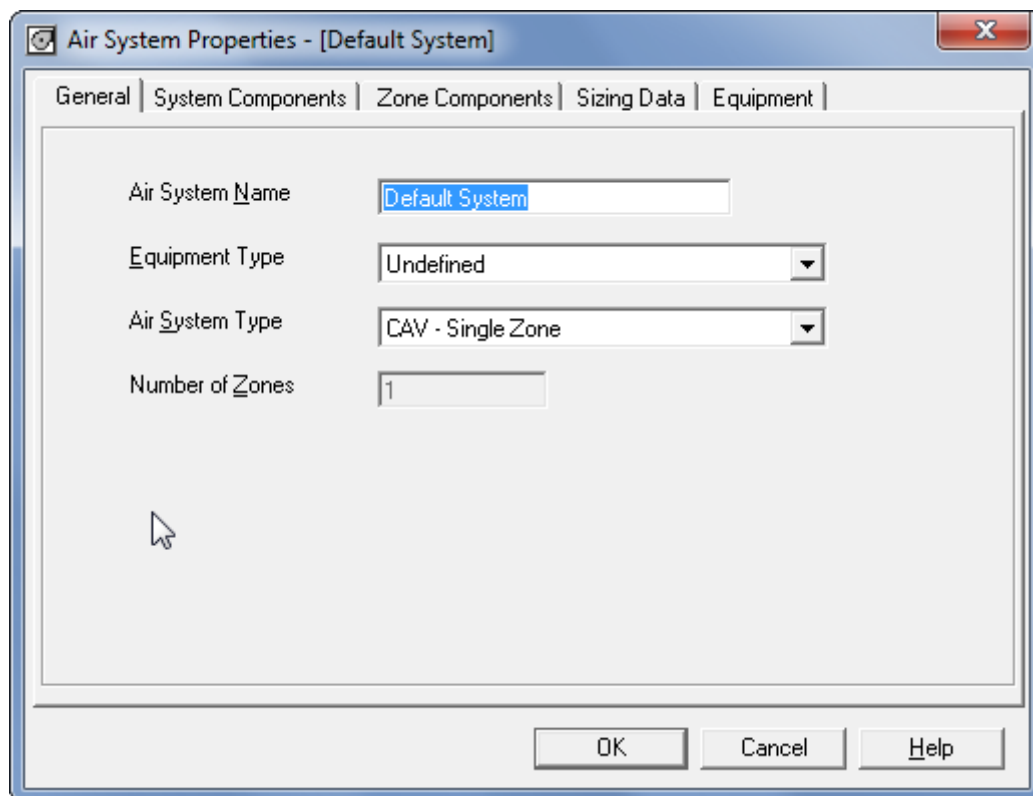 Air System Properties - [Default System]
General System Components Zone Components Sizing Data Equipment
Air System Name Default System
Equipment Type Undefined
Air System Type CAV - Single Zone
Number of Zones 1
OK Cancel Help